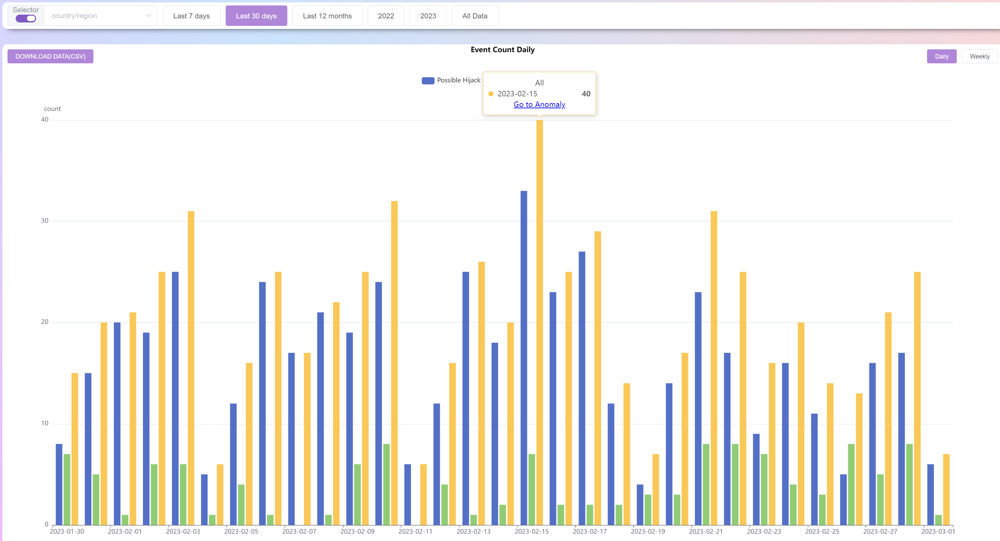 Selector
country/region
Last 7 days
Last 30 days
Last 12 months
2022
2023
All Data
Event Count Daily
DOWNLOAD DATA(CSV)
Daily
Weekly
Possible Hijack
All
2023-02-15 40
Go to Anomaly
count
40
30
20
10
0
2023-01-30
2023-02-01
2023-02-03
2023-02-05
2023-02-07
2023-02-09
2023-02-11
2023-02-13
2023-02-15
2023-02-17
2023-02-19
2023-02-21
2023-02-23
2023-02-25
2023-02-27
2023-03-01